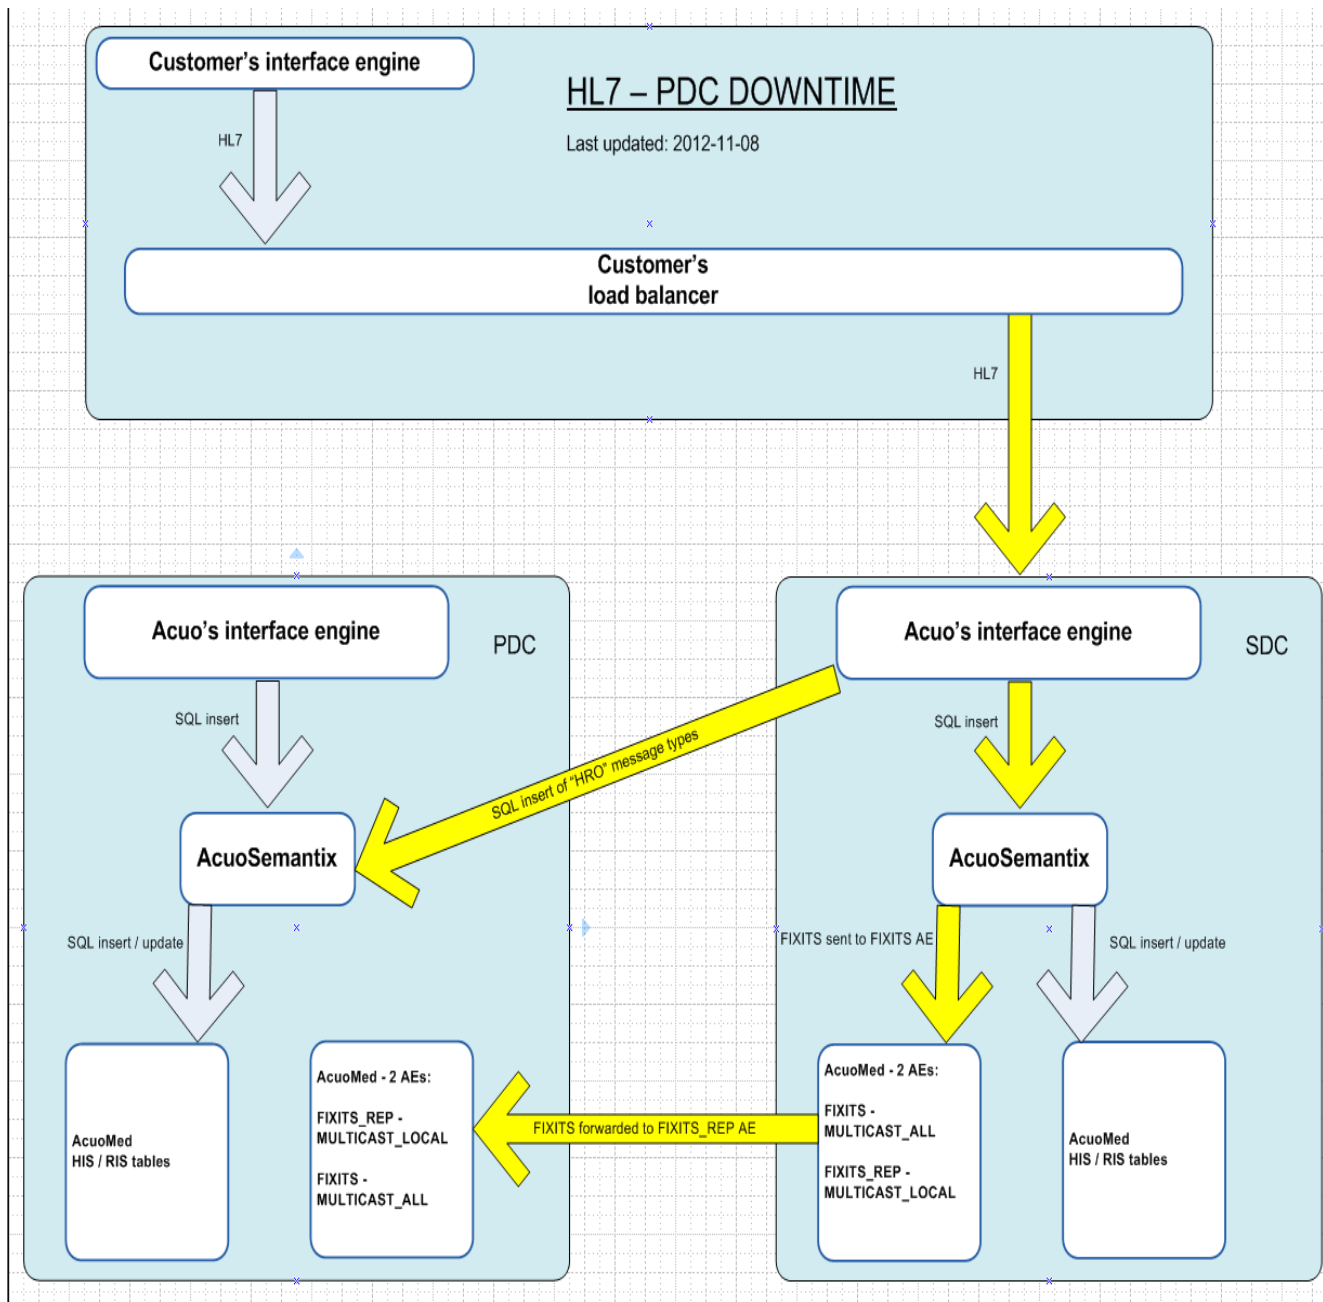 Customer's interface engine
HL7 – PDC DOWNTIME
Last updated: 2012-11-08
HL7
Customer's
load balancer
HL7
Acuo's interface engine
PDC
SQL insert
AcuoSemantix
SQL insert / update
AcuoMed
HIS / RIS tables
AcuoMed - 2 AEs:
FIXITS_REP -
MULTICAST_LOCAL
FIXITS -
MULTICAST_ALL
SQL insert of "HRO" message types
FIXITS forwarded to FIXITS_REP AE
Acuo's interface engine
SDC
SQL insert
AcuoSemantix
FIXITS sent to FIXITS AE
SQL insert / update
AcuoMed - 2 AEs:
FIXITS -
MULTICAST_ALL
FIXITS_REP -
MULTICAST_LOCAL
AcuoMed
HIS / RIS tables